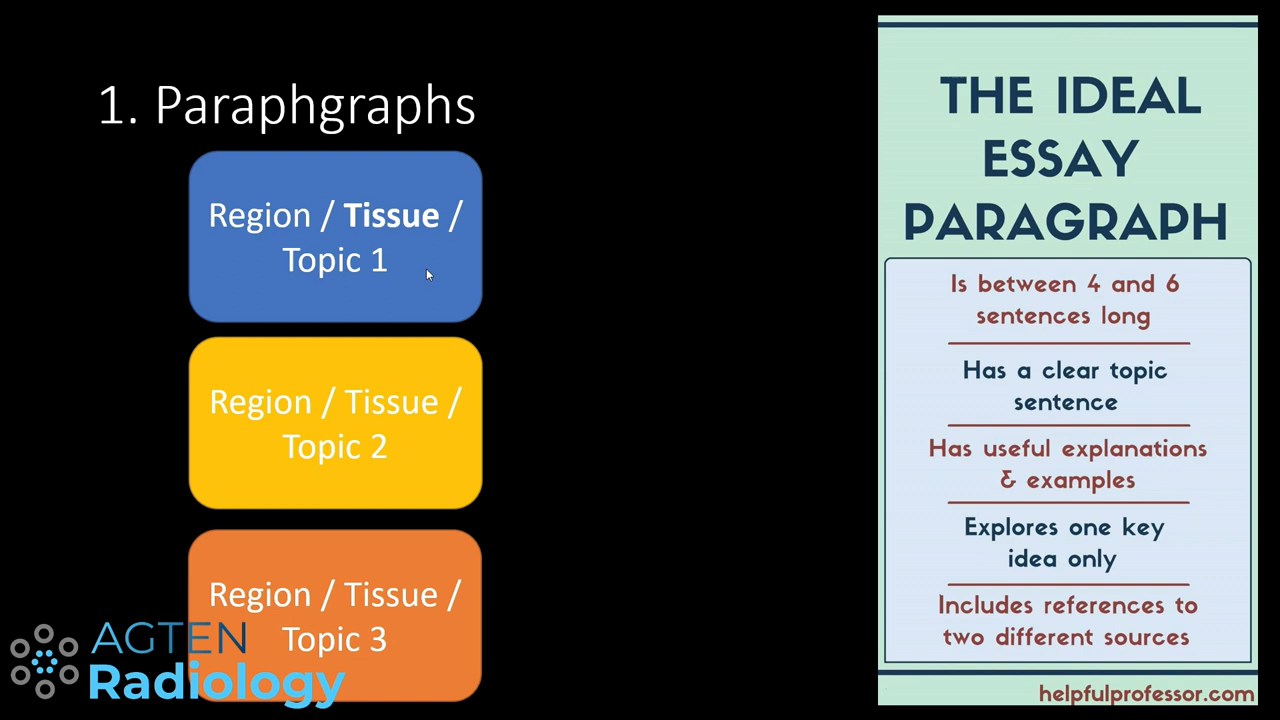 1. Paraphgraphs
Region / Tissue /
Topic 1
Region / Tissue /
Topic 2
Region / Tissue /
Topic 3
AGTEN
Radiology
THE IDEAL
ESSAY
PARAGRAPH
Is between 4 and 6
sentences long
Has a clear topic
sentence
Has useful explanations
& examples
Explores one key
idea only
Includes references to
two different sources
helpfulprofessor.com